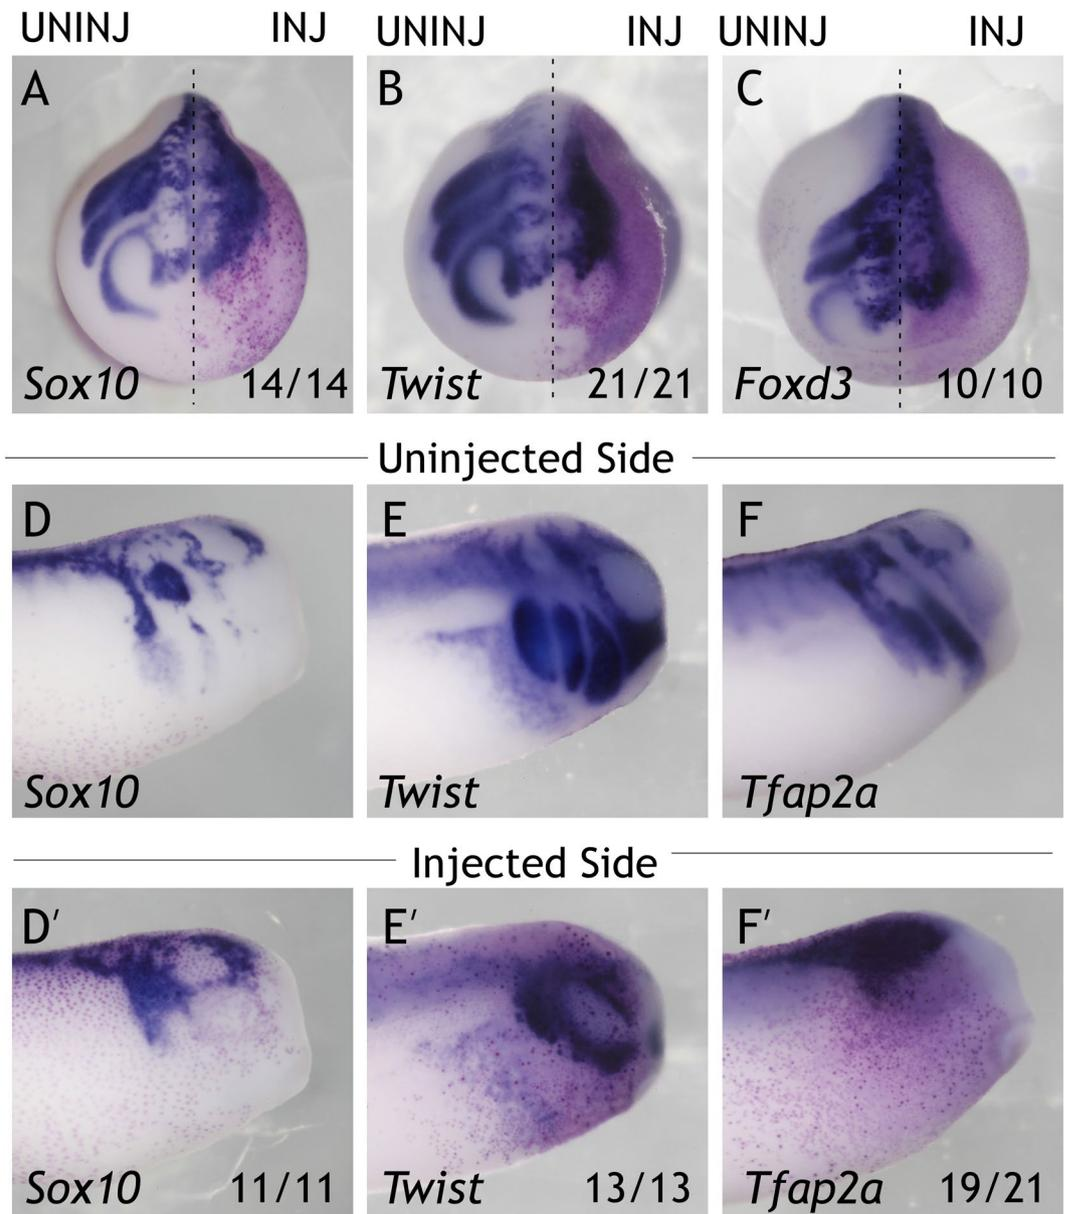 UNINJ INJ UNINJ INJ UNINJ INJ
A B C
Sox10 14/14 Twist 21/21 Foxd3 10/10
Uninjected Side
D E F
Sox10 Twist Tfap2a
Injected Side
D′ E′ F′
Sox10 11/11 Twist 13/13 Tfap2a 19/21